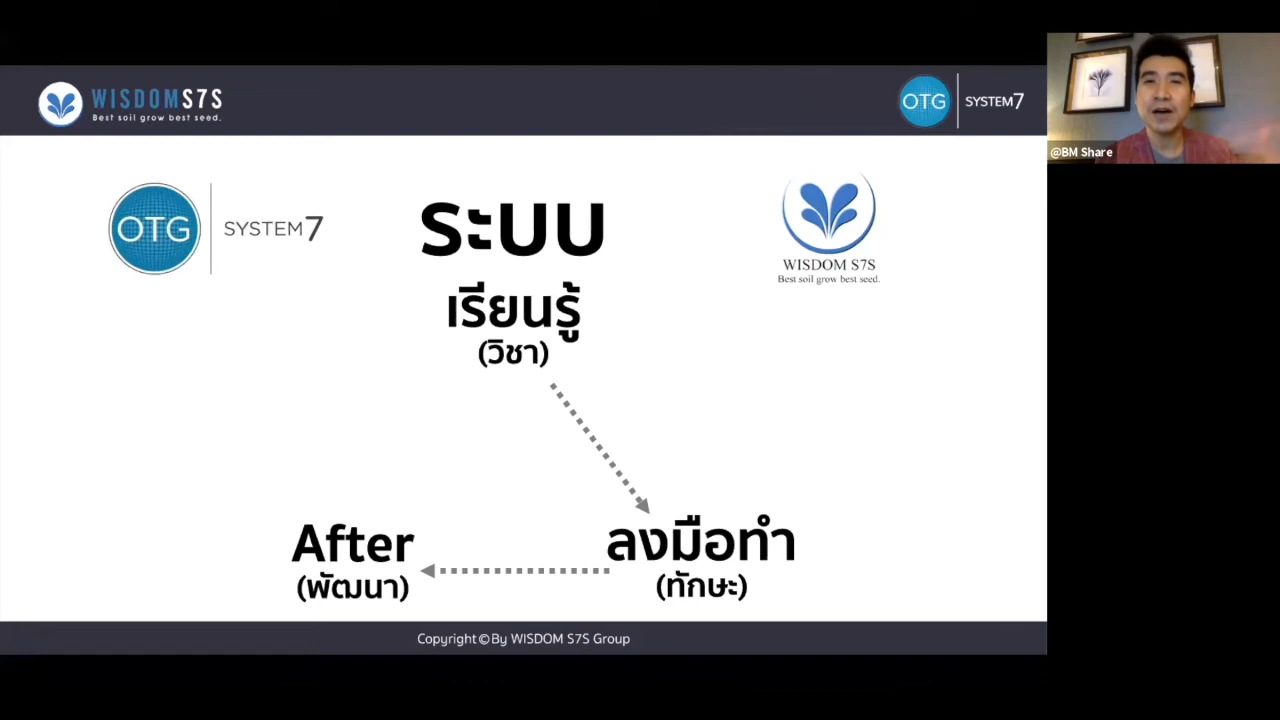 WISDOMS7S
Best soil grow best seed.
OTG SYSTEM7
@BM Share
OTG SYSTEM7
ระบบ
WISDOM S7S
Best soil grow best seed.
เรียนรู้
(วิชา)
After
(พัฒนา)
ลงมือทำ
(ทักษะ)
Copyright©By WISDOM S7S Group